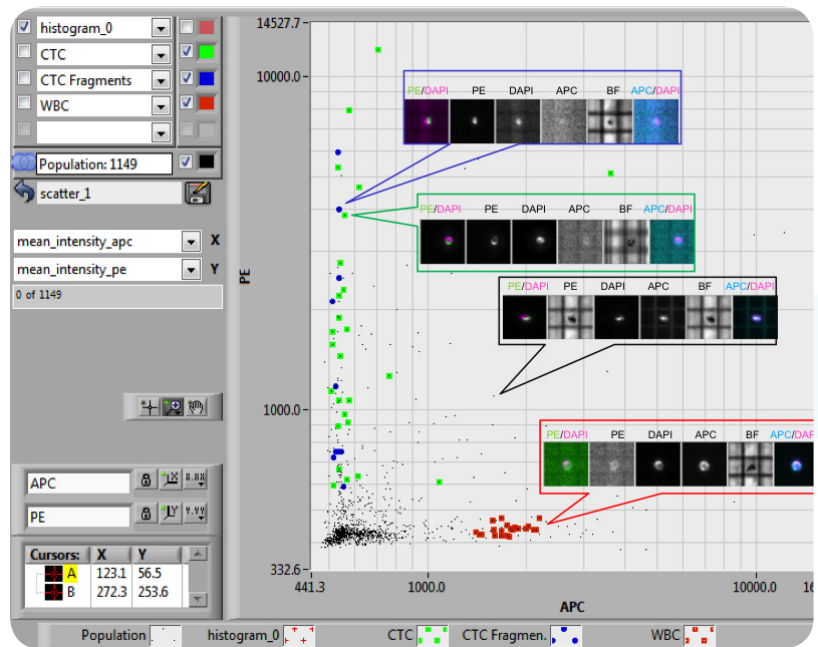 histogram_0
CTC
CTC Fragments
WBC
Population: 1149
scatter_1
mean_intensity_apc X
mean_intensity_pe Y
0 of 1149
APC
PE
Cursors: X Y
A 123.1 56.5
B 272.3 253.6
14527.7
10000.0
1000.0
332.6
PE
441.3 1000.0 10000.0 16
APC
PE/DAPI PE DAPI APC BF APC/DAPI
PE/DAPI PE DAPI APC BF APC/DAPI
PE/DAPI PE DAPI APC BF APC/DAPI
PE/DAPI PE DAPI APC BF APC/DAP
Population histogram_0 CTC CTC Fragmen. WBC